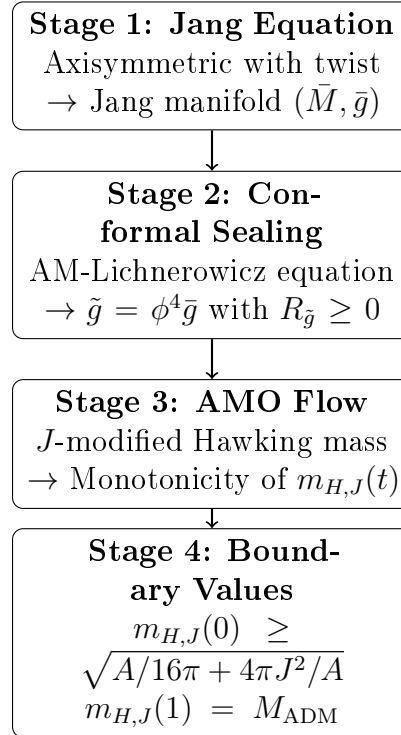 Stage 1: Jang Equation
Axisymmetric with twist
→ Jang manifold (M̄, ḡ)
Stage 2: Con-
formal Sealing
AM-Lichnerowicz equation
→ g̃ = ϕ⁴ḡ with R_g̃ ≥ 0
Stage 3: AMO Flow
J-modified Hawking mass
→ Monotonicity of m_{H,J}(t)
Stage 4: Bound-
ary Values
m_{H,J}(0) ≥
√(A/16π + 4πJ²/A)
m_{H,J}(1) = M_ADM